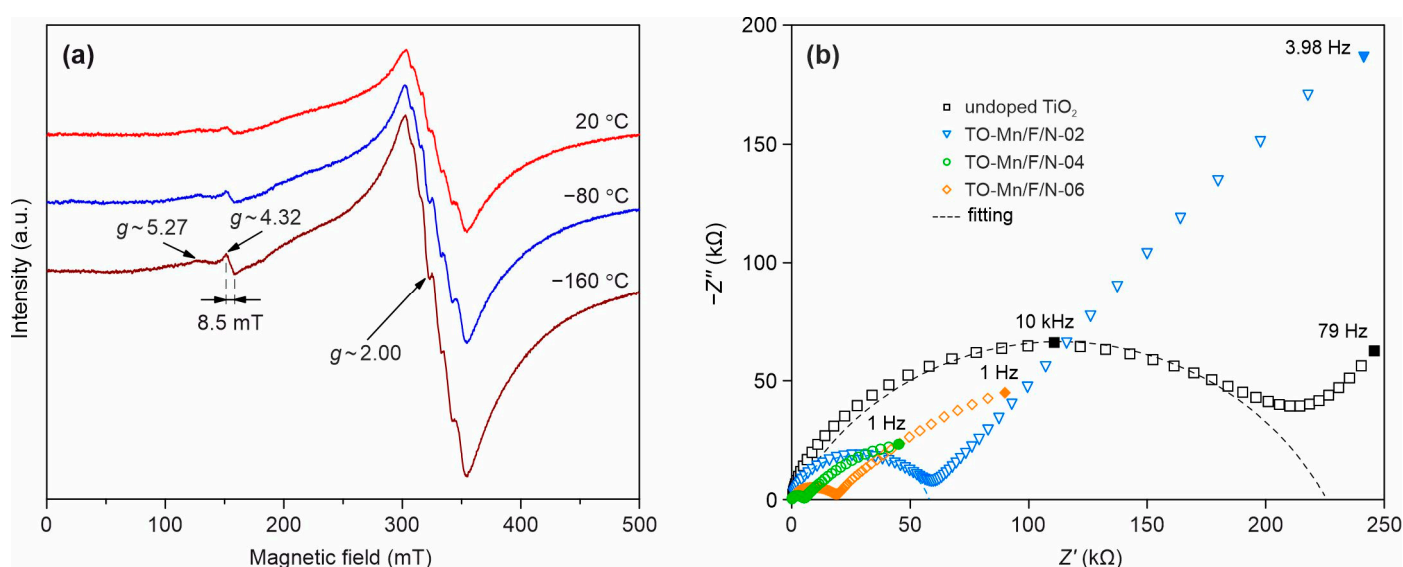 (a)
20 °C
−80 °C
−160 °C
g ~ 5.27
g ~ 4.32
8.5 mT
g ~ 2.00
Intensity (a.u.)
0 100 200 300 400 500
Magnetic field (mT)
(b)
200
150
100
50
0
−Z″ (kΩ)
3.98 Hz
undoped TiO₂
TO-Mn/F/N-02
TO-Mn/F/N-04
TO-Mn/F/N-06
fitting
10 kHz
79 Hz
1 Hz
1 Hz
0 50 100 150 200 250
Z′ (kΩ)